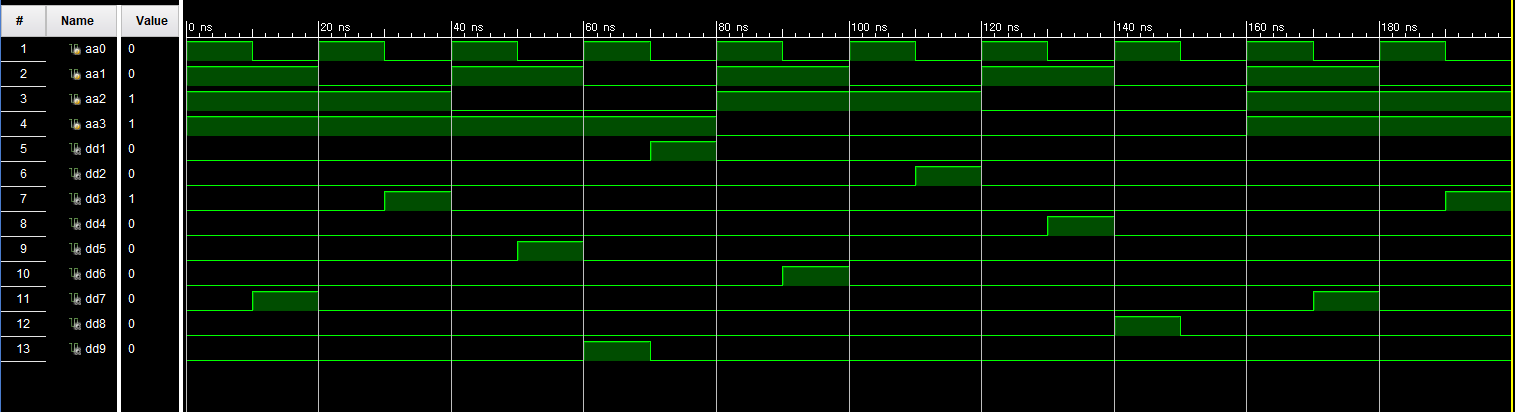 # Name Value
0 ns 20 ns 40 ns 60 ns 80 ns 100 ns 120 ns 140 ns 160 ns 180 ns
1 aa0 0
2 aa1 0
3 aa2 1
4 aa3 1
5 dd1 0
6 dd2 0
7 dd3 1
8 dd4 0
9 dd5 0
10 dd6 0
11 dd7 0
12 dd8 0
13 dd9 0